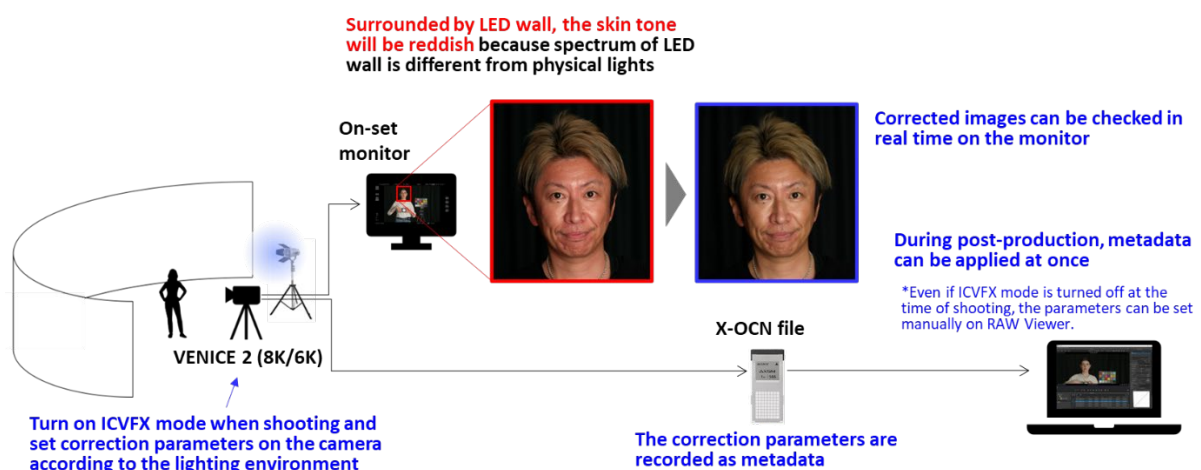 Surrounded by LED wall, the skin tone
will be reddish because spectrum of LED
wall is different from physical lights
On-set
monitor
Corrected images can be checked in
real time on the monitor
During post-production, metadata
can be applied at once
*Even if ICVFX mode is turned off at the
time of shooting, the parameters can be set
manually on RAW Viewer.
X-OCN file
VENICE 2 (8K/6K)
Turn on ICVFX mode when shooting and
set correction parameters on the camera
according to the lighting environment
The correction parameters are
recorded as metadata